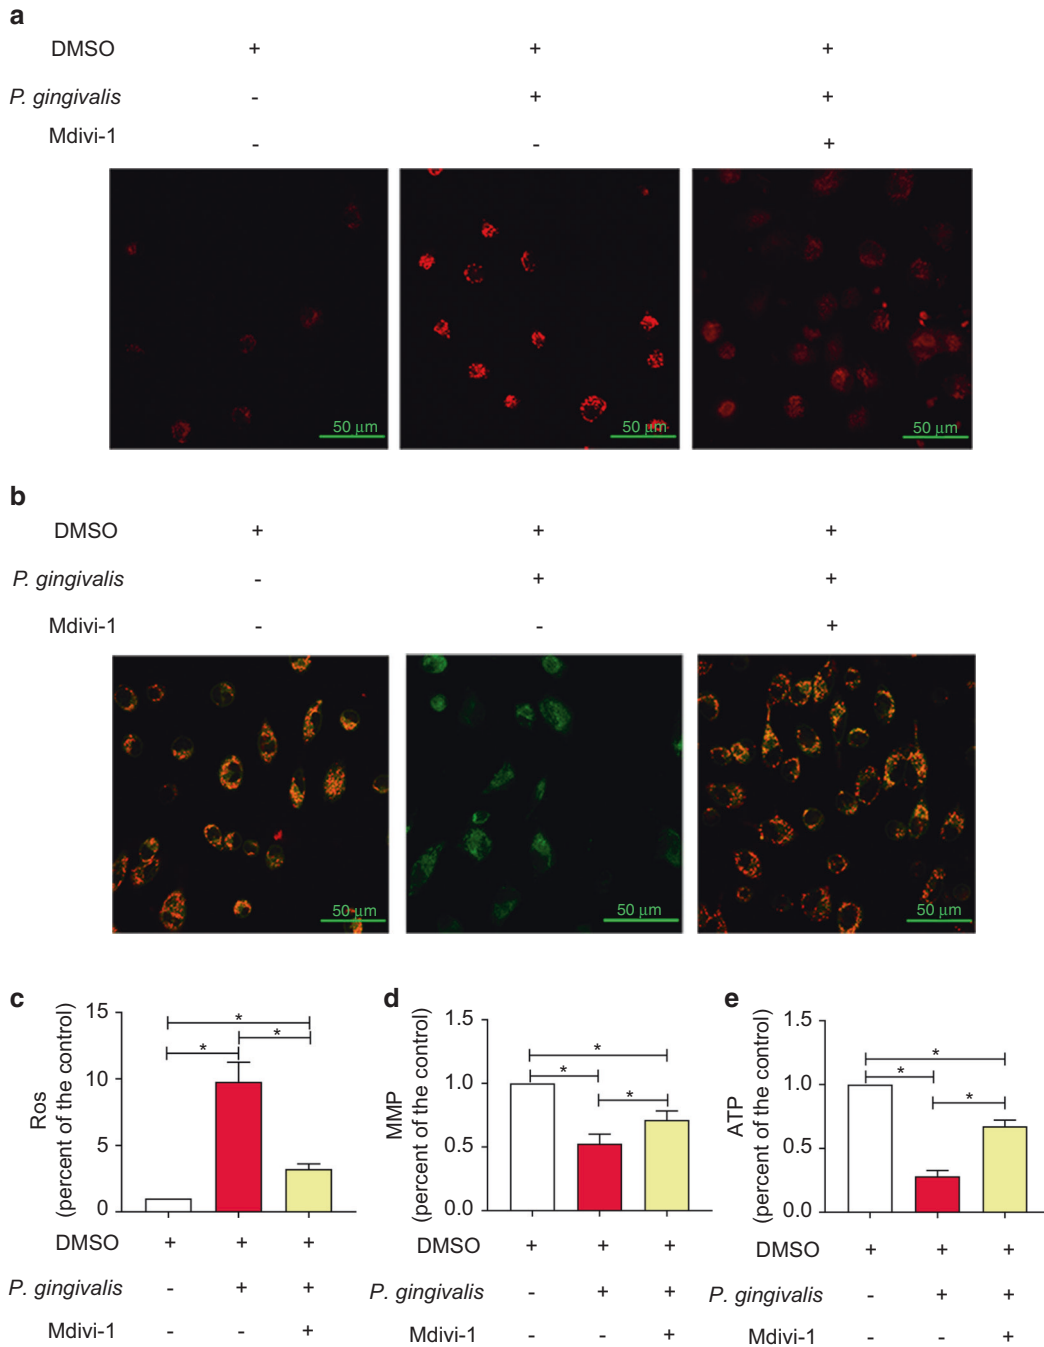 a
DMSO + + +
P. gingivalis - + +
Mdivi-1 - - +
50 μm 50 μm 50 μm
b
DMSO + + +
P. gingivalis - + +
Mdivi-1 - - +
50 μm 50 μm 50 μm
c
Ros
(percent of the control)
15
10
5
0
* * *
DMSO + + +
P. gingivalis - + +
Mdivi-1 - - +
d
MMP
(percent of the control)
1.5
1.0
0.5
0.0
* * *
DMSO + + +
P. gingivalis - + +
Mdivi-1 - - +
e
ATP
(percent of the control)
1.5
1.0
0.5
0.0
* * *
DMSO + + +
P. gingivalis - + +
Mdivi-1 - - +